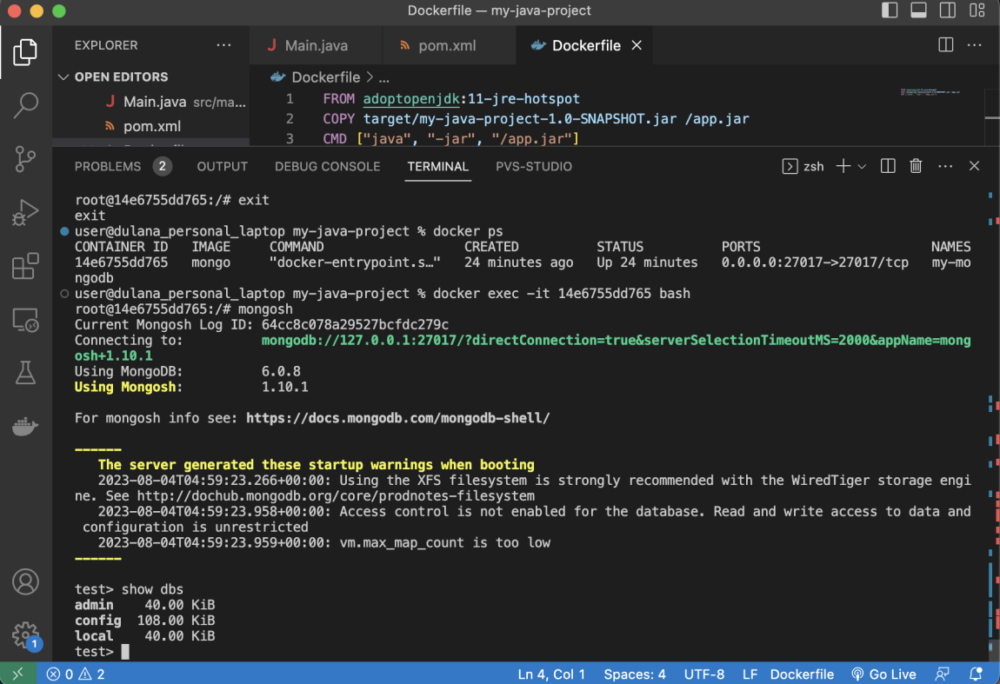 Dockerfile — my-java-project
EXPLORER ...
J Main.java
pom.xml
Dockerfile
OPEN EDITORS
J Main.java src/ma...
pom.xml
Dockerfile > ...
1 FROM adoptopenjdk:11-jre-hotspot
2 COPY target/my-java-project-1.0-SNAPSHOT.jar /app.jar
3 CMD ["java", "-jar", "/app.jar"]
PROBLEMS 2 OUTPUT DEBUG CONSOLE TERMINAL PVS-STUDIO zsh
root@14e6755dd765:/# exit
exit
user@dulana_personal_laptop my-java-project % docker ps
CONTAINER ID IMAGE COMMAND CREATED STATUS PORTS NAMES
14e6755dd765 mongo "docker-entrypoint.s…" 24 minutes ago Up 24 minutes 0.0.0.0:27017->27017/tcp my-mo
ngodb
user@dulana_personal_laptop my-java-project % docker exec -it 14e6755dd765 bash
root@14e6755dd765:/# mongosh
Current Mongosh Log ID: 64cc8c078a29527bcfdc279c
Connecting to: mongodb://127.0.0.1:27017/?directConnection=true&serverSelectionTimeoutMS=2000&appName=mong
osh+1.10.1
Using MongoDB: 6.0.8
Using Mongosh: 1.10.1
For mongosh info see: https://docs.mongodb.com/mongodb-shell/
------
The server generated these startup warnings when booting
2023-08-04T04:59:23.266+00:00: Using the XFS filesystem is strongly recommended with the WiredTiger storage engi
ne. See http://dochub.mongodb.org/core/prodnotes-filesystem
2023-08-04T04:59:23.958+00:00: Access control is not enabled for the database. Read and write access to data and
configuration is unrestricted
2023-08-04T04:59:23.959+00:00: vm.max_map_count is too low
------
test> show dbs
admin 40.00 KiB
config 108.00 KiB
local 40.00 KiB
test>
1
0 2 Ln 4, Col 1 Spaces: 4 UTF-8 LF Dockerfile Go Live